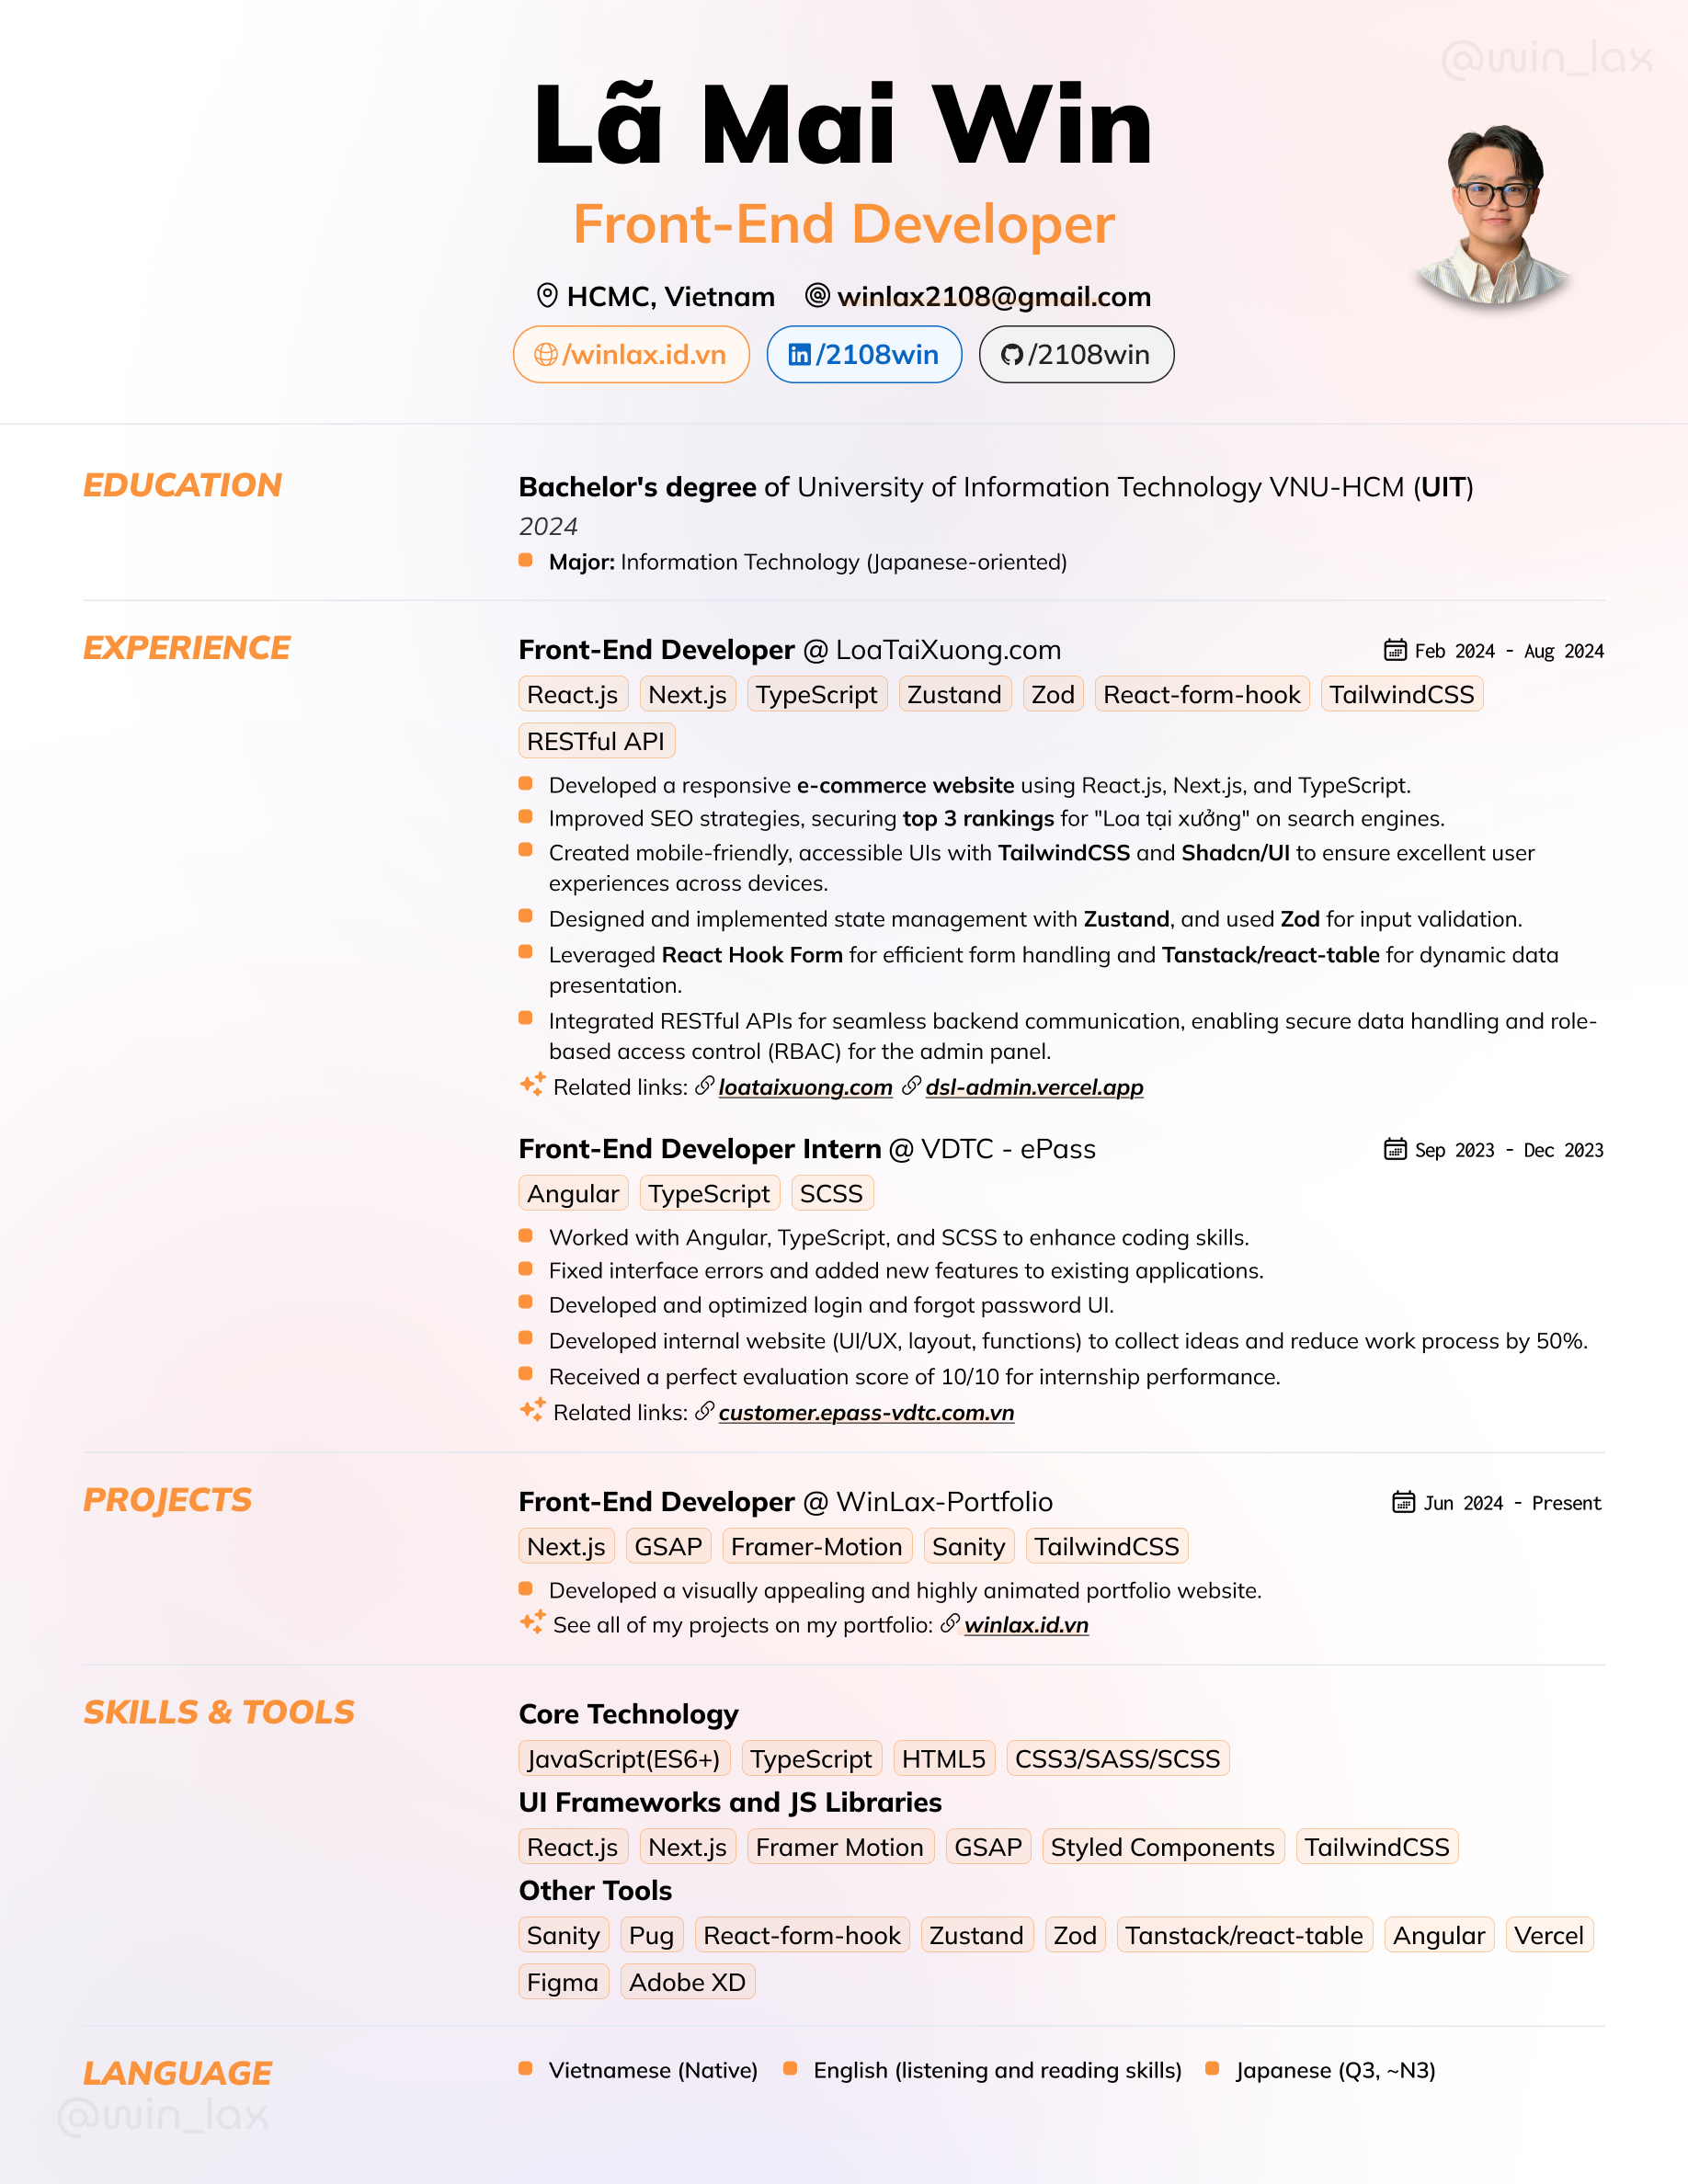 @win_lax
Lã Mai Win
Front-End Developer
HCMC, Vietnam winlax2108@gmail.com
/winlax.id.vn /2108win /2108win
EDUCATION
Bachelor's degree of University of Information Technology VNU-HCM (UIT)
2024
Major: Information Technology (Japanese-oriented)
EXPERIENCE
Front-End Developer @ LoaTaiXuong.com Feb 2024 - Aug 2024
React.js Next.js TypeScript Zustand Zod React-form-hook TailwindCSS
RESTful API
Developed a responsive e-commerce website using React.js, Next.js, and TypeScript.
Improved SEO strategies, securing top 3 rankings for "Loa tại xưởng" on search engines.
Created mobile-friendly, accessible UIs with TailwindCSS and Shadcn/UI to ensure excellent user
experiences across devices.
Designed and implemented state management with Zustand, and used Zod for input validation.
Leveraged React Hook Form for efficient form handling and Tanstack/react-table for dynamic data
presentation.
Integrated RESTful APIs for seamless backend communication, enabling secure data handling and role-
based access control (RBAC) for the admin panel.
Related links: loataixuong.com dsl-admin.vercel.app
Front-End Developer Intern @ VDTC - ePass Sep 2023 - Dec 2023
Angular TypeScript SCSS
Worked with Angular, TypeScript, and SCSS to enhance coding skills.
Fixed interface errors and added new features to existing applications.
Developed and optimized login and forgot password UI.
Developed internal website (UI/UX, layout, functions) to collect ideas and reduce work process by 50%.
Received a perfect evaluation score of 10/10 for internship performance.
Related links: customer.epass-vdtc.com.vn
PROJECTS
Front-End Developer @ WinLax-Portfolio Jun 2024 - Present
Next.js GSAP Framer-Motion Sanity TailwindCSS
Developed a visually appealing and highly animated portfolio website.
See all of my projects on my portfolio: winlax.id.vn
SKILLS & TOOLS
Core Technology
JavaScript(ES6+) TypeScript HTML5 CSS3/SASS/SCSS
UI Frameworks and JS Libraries
React.js Next.js Framer Motion GSAP Styled Components TailwindCSS
Other Tools
Sanity Pug React-form-hook Zustand Zod Tanstack/react-table Angular Vercel
Figma Adobe XD
LANGUAGE
Vietnamese (Native) English (listening and reading skills) Japanese (Q3, ~N3)
@win_lax